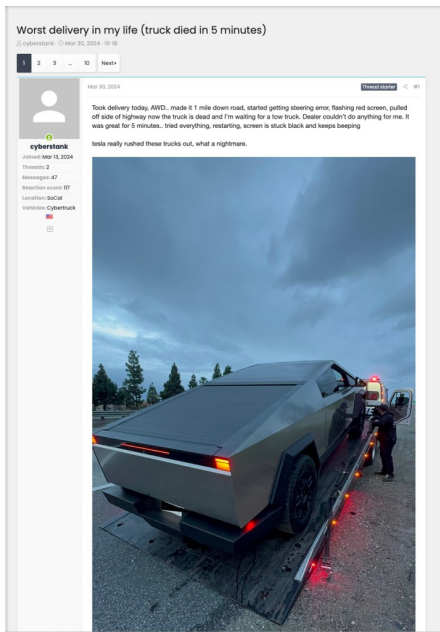 Worst delivery in my life (truck died in 5 minutes)
cyberstank · Mar 30, 2024 · 18
1 2 3 ... 10 Next
Mar 30, 2024 Thread starter #1
cyberstank
Joined: Mar 13, 2024
Threads: 2
Messages: 47
Reaction score: 117
Location: SoCal
Vehicles: Cybertruck
Took delivery today, AWD.. made it 1 mile down road, started getting steering error, flashing red screen, pulled
off side of highway now the truck is dead and I'm waiting for a tow truck. Dealer couldn't do anything for me. It
was great for 5 minutes.. tried everything, restarting, screen is stuck black and keeps beeping
tesla really rushed these trucks out, what a nightmare.